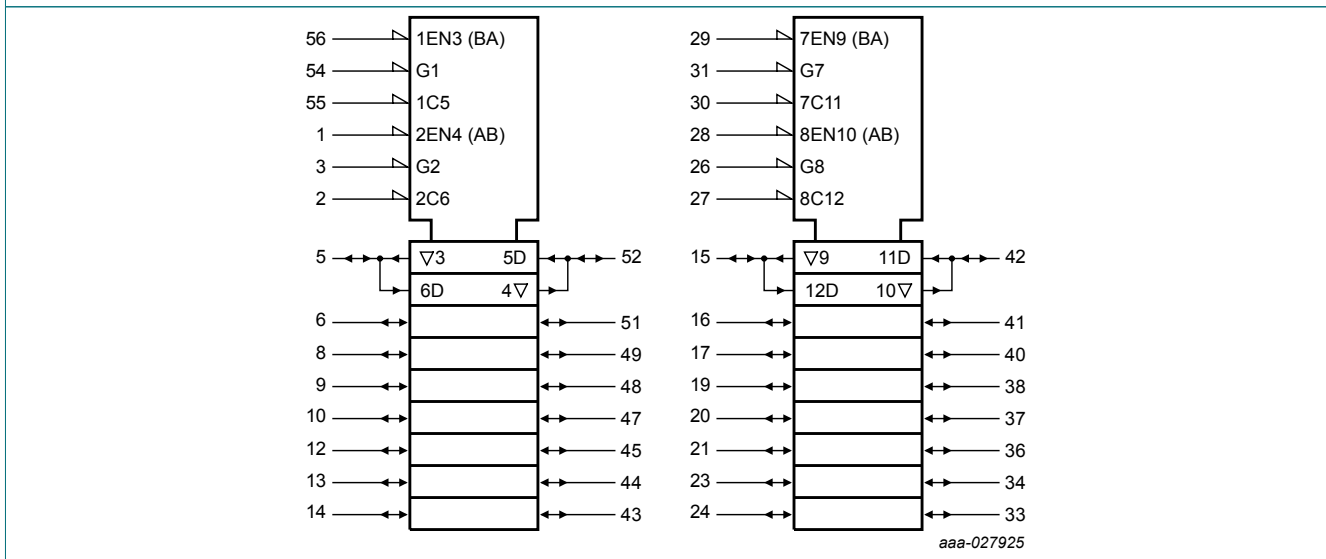 56 1EN3 (BA)
54 G1
55 1C5
1 2EN4 (AB)
3 G2
2 2C6
5 ▽3 5D 52
6D 4▽
6 51
8 49
9 48
10 47
12 45
13 44
14 43
29 7EN9 (BA)
31 G7
30 7C11
28 8EN10 (AB)
26 G8
27 8C12
15 ▽9 11D 42
12D 10▽
16 41
17 40
19 38
20 37
21 36
23 34
24 33
aaa-027925